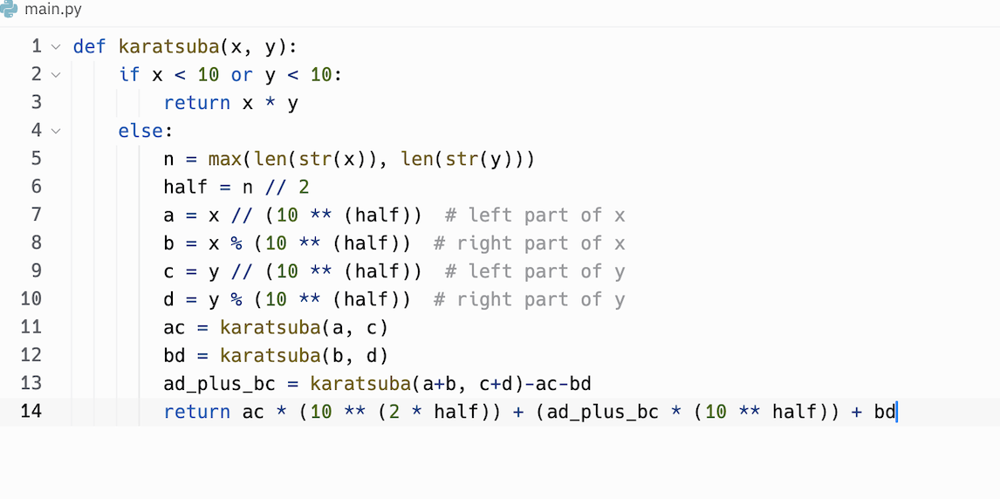 main.py
1 def karatsuba(x, y):
2 if x < 10 or y < 10:
3 return x * y
4 else:
5 n = max(len(str(x)), len(str(y)))
6 half = n // 2
7 a = x // (10 ** (half)) # left part of x
8 b = x % (10 ** (half)) # right part of x
9 c = y // (10 ** (half)) # left part of y
10 d = y % (10 ** (half)) # right part of y
11 ac = karatsuba(a, c)
12 bd = karatsuba(b, d)
13 ad_plus_bc = karatsuba(a+b, c+d)-ac-bd
14 return ac * (10 ** (2 * half)) + (ad_plus_bc * (10 ** half)) + bd